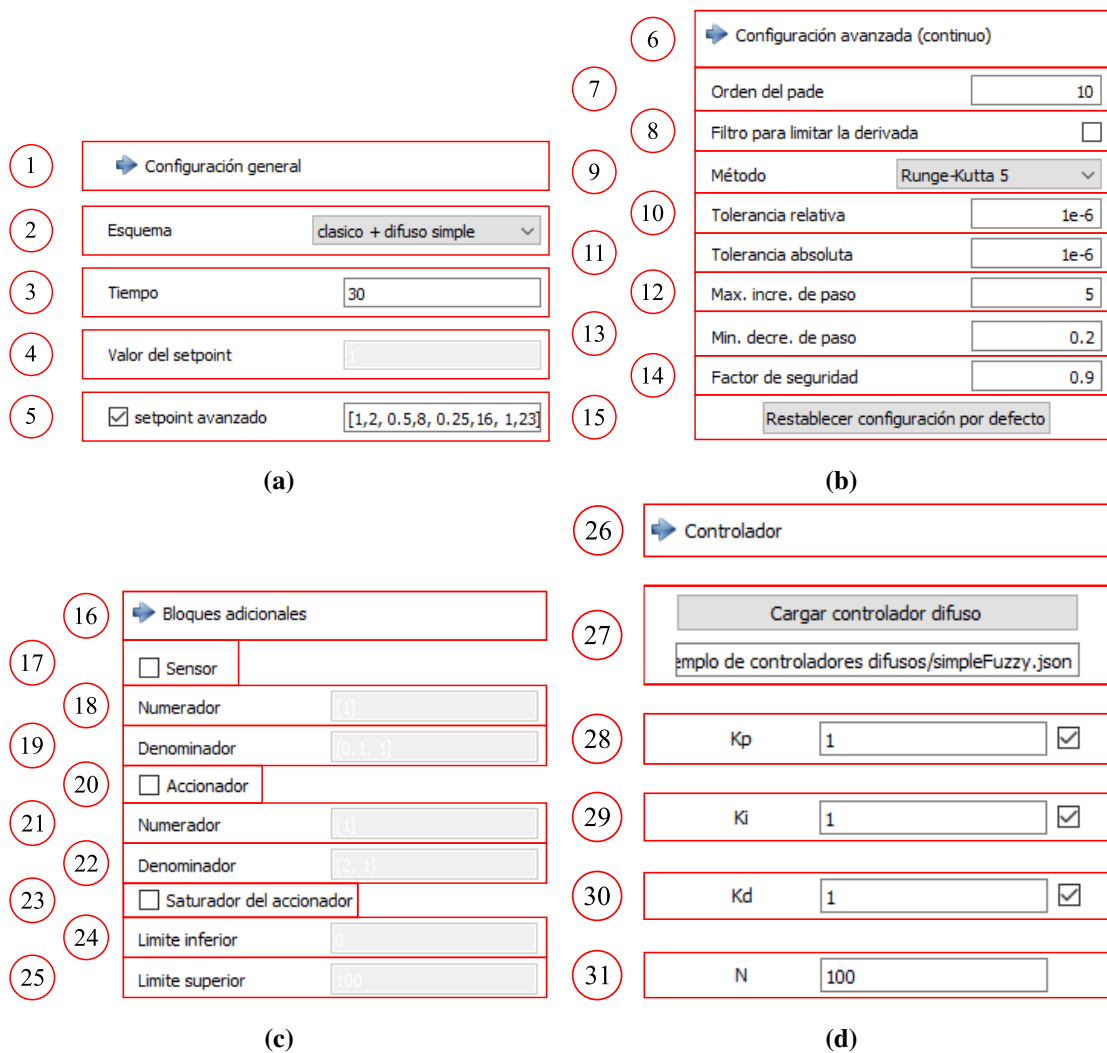 1
Configuración general
2
Esquema clasico + difuso simple
3
Tiempo 30
4
Valor del setpoint 1
5
setpoint avanzado [1,2, 0.5,8, 0.25,16, 1,23]
(a)
6
Configuración avanzada (continuo)
7
Orden del pade 10
8
Filtro para limitar la derivada
9
Método Runge-Kutta 5
10
Tolerancia relativa 1e-6
11
Tolerancia absoluta 1e-6
12
Max. incre. de paso 5
13
Min. decre. de paso 0.2
14
Factor de seguridad 0.9
15
Restablecer configuración por defecto
(b)
16
Bloques adicionales
17
Sensor
18
Numerador [1]
19
Denominador [0.1, 1]
20
Accionador
21
Numerador [1]
22
Denominador [2, 1]
23
Saturador del accionador
24
Limite inferior 0
25
Limite superior 100
(c)
26
Controlador
27
Cargar controlador difuso
emplo de controladores difusos/simpleFuzzy.json
28
Kp 1
29
Ki 1
30
Kd 1
31
N 100
(d)